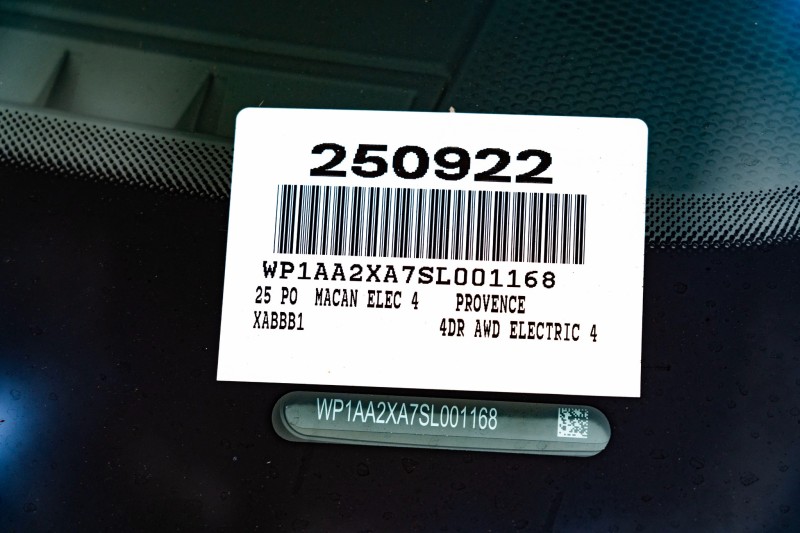 250922
WP1AA2XA7SL001168
25 PO MACAN ELEC 4 PROVENCE
XABBB1 4DR AWD ELECTRIC 4
WP1AA2XA7SL001168